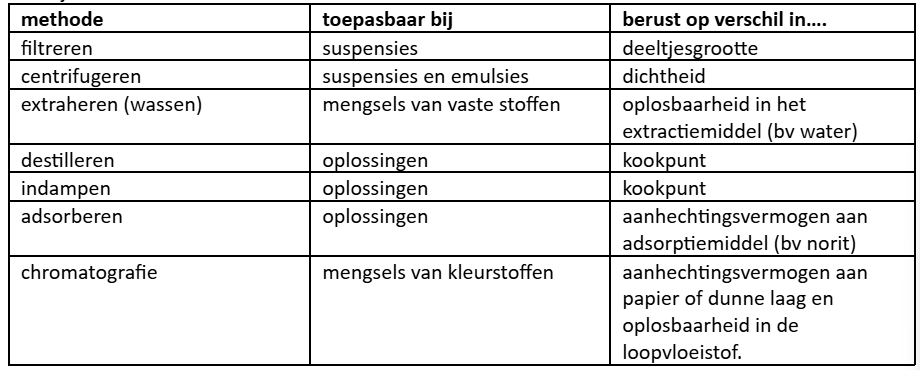 methode toepasbaar bij berust op verschil in....
filtreren suspensies deeltjesgrootte
centrifugeren suspensies en emulsies dichtheid
extraheren (wassen) mengsels van vaste stoffen oplosbaarheid in het
extractiemiddel (bv water)
destilleren oplossingen kookpunt
indampen oplossingen kookpunt
adsorberen oplossingen aanhechtingsvermogen aan
adsorptiemiddel (bv norit)
chromatografie mengsels van kleurstoffen aanhechtingsvermogen aan
papier of dunne laag en
oplosbaarheid in de
loopvloeistof.